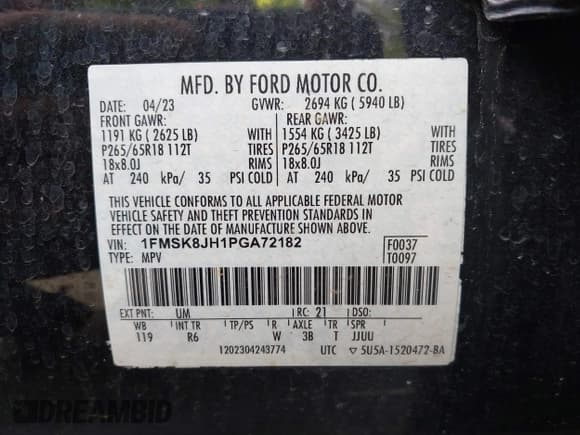 MFD. BY FORD MOTOR CO.
DATE: 04/23 GVWR: 2694 KG ( 5940 LB)
FRONT GAWR: REAR GAWR:
1191 KG ( 2625 LB) WITH 1554 KG ( 3425 LB) WITH
P265/65R18 112T TIRES P265/65R18 112T TIRES
18x8.0J RIMS 18x8.0J RIMS
AT 240 kPa/ 35 PSI COLD AT 240 kPa/ 35 PSI COLD
THIS VEHICLE CONFORMS TO ALL APPLICABLE FEDERAL MOTOR
VEHICLE SAFETY AND THEFT PREVENTION STANDARDS IN
EFFECT ON THE DATE OF MANUFACTURE SHOWN ABOVE.
VIN: 1FMSK8JH1PGA72182 F0037
TYPE: MPV T0097
EXT PNT: UM RC: 21 DSO:
WB INT TR TP/PS R AXLE TR SPR
119 R6 W 3B T JJUU
1202304243774 UTC ▽ 5U5A-1520472-BA
DREAMBID